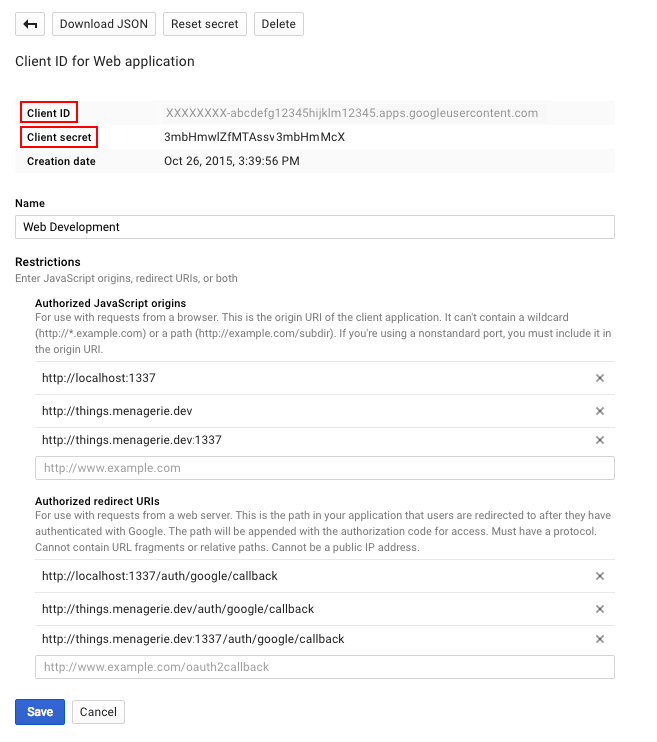 Download JSON Reset secret Delete
Client ID for Web application
Client ID XXXXXXXX-abcdefg12345hijklm12345.apps.googleusercontent.com
Client secret 3mbHmwlZfMTAssv3mbHmMcX
Creation date Oct 26, 2015, 3:39:56 PM
Name
Web Development
Restrictions
Enter JavaScript origins, redirect URIs, or both
Authorized JavaScript origins
For use with requests from a browser. This is the origin URI of the client application. It can't contain a wildcard
(http://*.example.com) or a path (http://example.com/subdir). If you're using a nonstandard port, you must include it in
the origin URI.
http://localhost:1337
http://things.menagerie.dev
http://things.menagerie.dev:1337
http://www.example.com
Authorized redirect URIs
For use with requests from a web server. This is the path in your application that users are redirected to after they have
authenticated with Google. The path will be appended with the authorization code for access. Must have a protocol.
Cannot contain URL fragments or relative paths. Cannot be a public IP address.
http://localhost:1337/auth/google/callback
http://things.menagerie.dev/auth/google/callback
http://things.menagerie.dev:1337/auth/google/callback
http://www.example.com/oauth2callback
Save Cancel